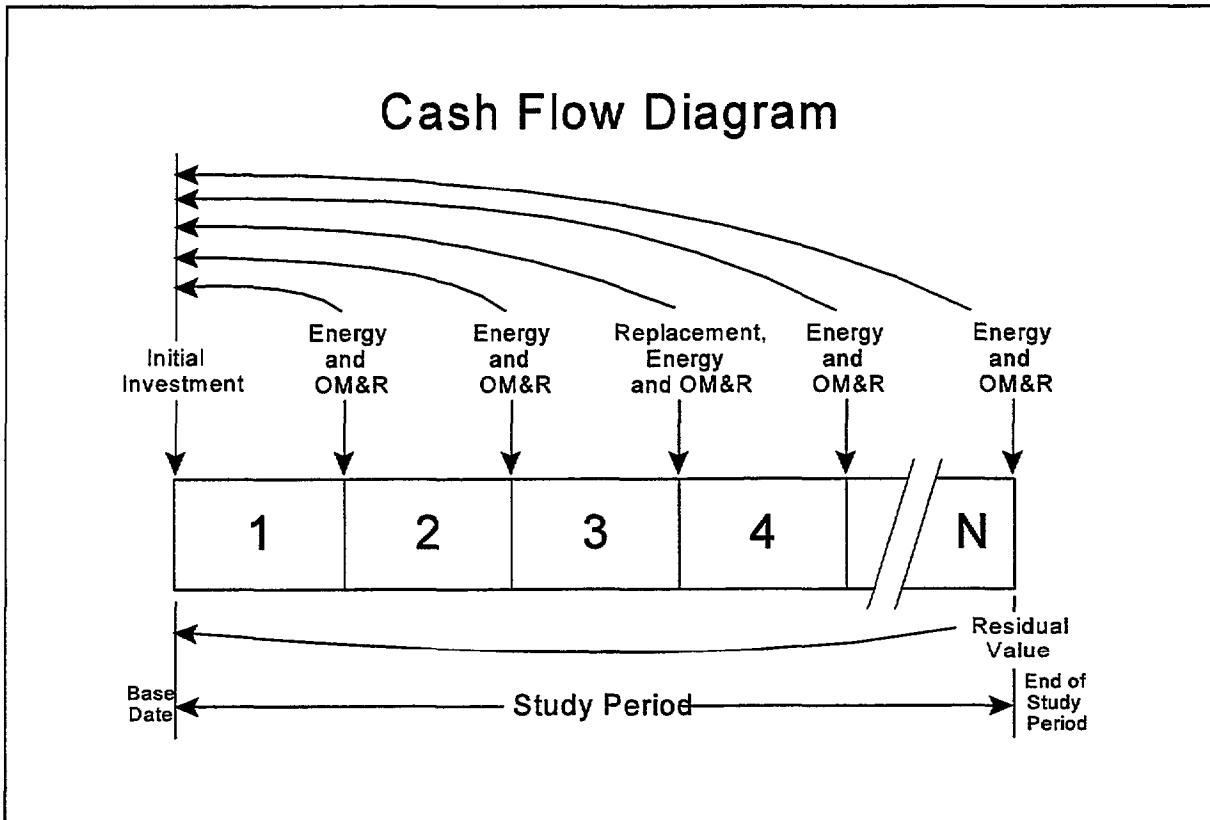 Cash Flow Diagram
Initial
Investment
Energy
and
OM&R
Energy
and
OM&R
Replacement,
Energy
and OM&R
Energy
and
OM&R
Energy
and
OM&R
1
2
3
4
N
Residual
Value
Base
Date
Study Period
End of
Study
Period